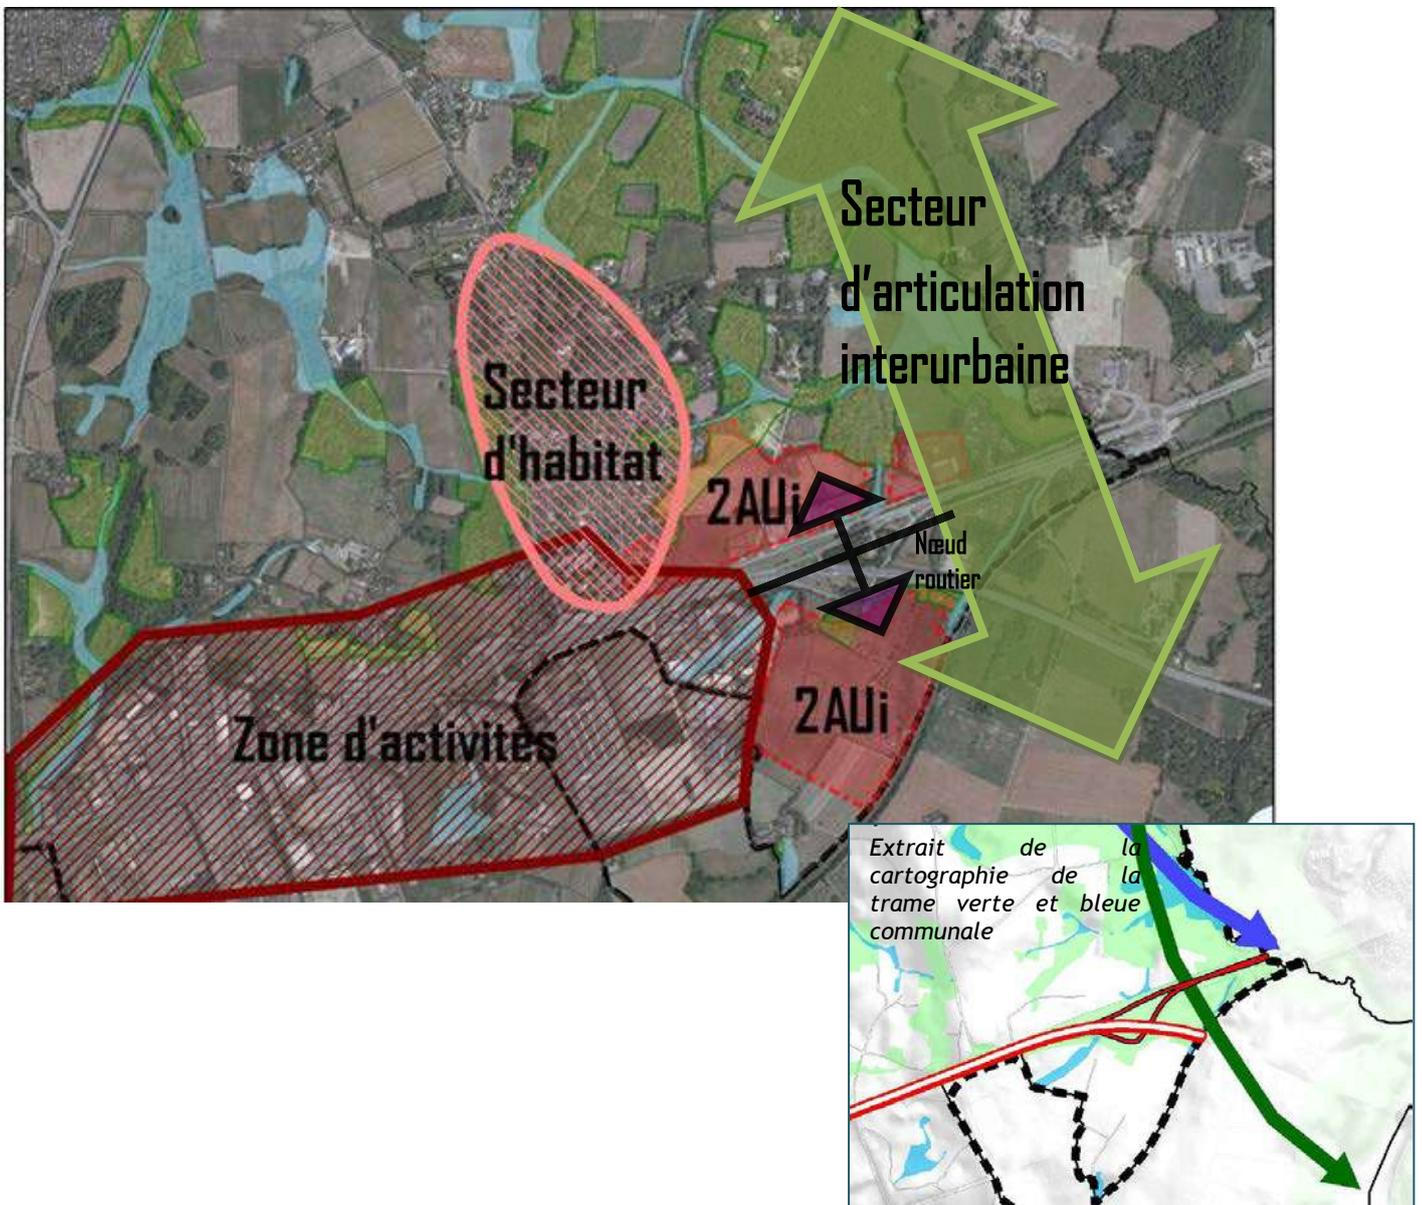 Secteur
d'articulation
interurbaine
Secteur
d'habitat
2AUi
Nœud
routier
2AUi
Zone d'activités
Extrait de la
cartographie de la
trame verte et bleue
communale